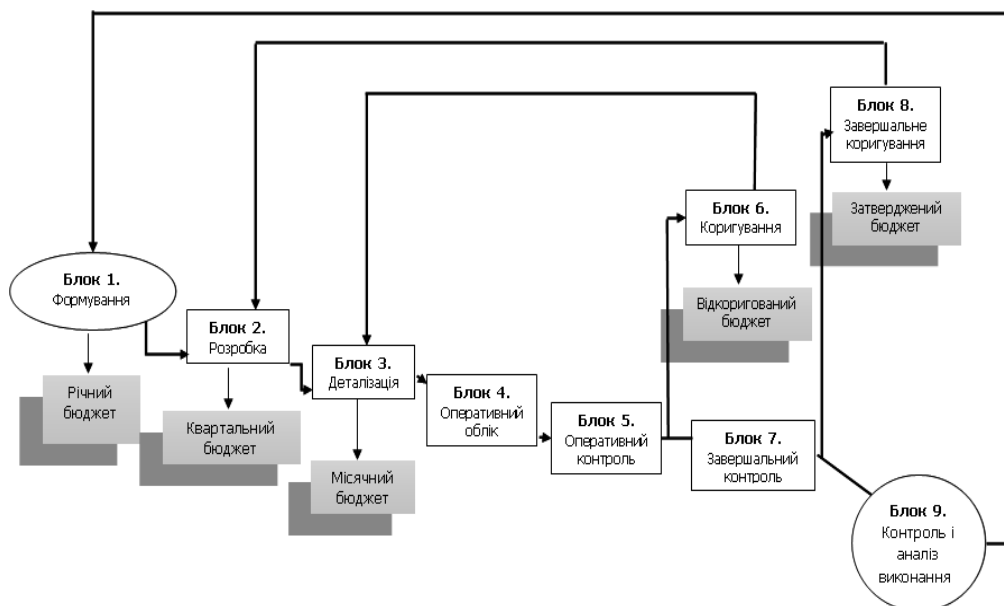 Блок 1.
Формування
Річний
бюджет
Блок 2.
Розробка
Квартальний
бюджет
Блок 3.
Деталізація
Місячний
бюджет
Блок 4.
Оперативний
облік
Блок 5.
Оперативний
контроль
Блок 6.
Коригування
Відкоригований
бюджет
Блок 7.
Завершальний
контроль
Блок 8.
Завершальне
коригування
Затверджений
бюджет
Блок 9.
Контроль і
аналіз
виконання